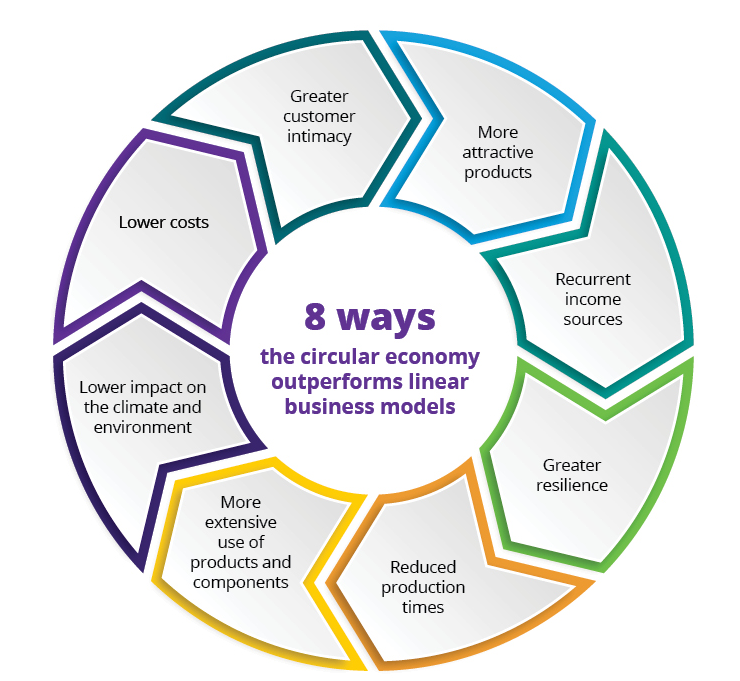 8 ways
the circular economy
outperforms linear
business models
More
attractive
products
Recurrent
income
sources
Greater
resilience
Reduced
production
times
More
extensive
use of
products and
components
Lower impact on
the climate and
environment
Lower costs
Greater
customer
intimacy